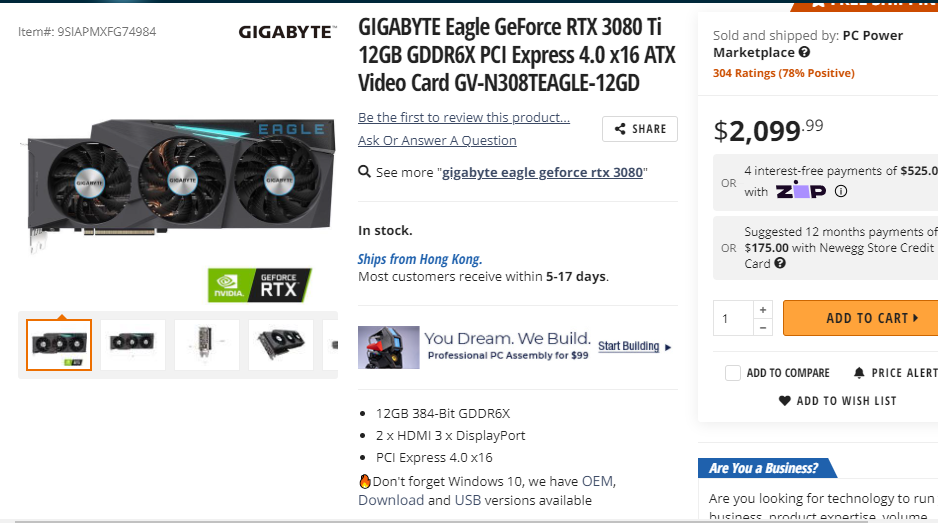 Item#: 9SIAPMXFG74984
GIGABYTE™
EAGLE
GIGABYTE
GIGABYTE
GIGABYTE
NVIDIA.
GEFORCE
RTX
GIGABYTE Eagle GeForce RTX 3080 Ti
12GB GDDR6X PCI Express 4.0 x16 ATX
Video Card GV-N308TEAGLE-12GD
Be the first to review this product...
Ask Or Answer A Question
SHARE
See more "gigabyte eagle geforce rtx 3080"
In stock.
Ships from Hong Kong.
Most customers receive within 5-17 days.
You Dream. We Build.
Professional PC Assembly for $99
Start Building
• 12GB 384-Bit GDDR6X
• 2 x HDMI 3 x DisplayPort
• PCI Express 4.0 x16
🔥Don't forget Windows 10, we have OEM,
Download and USB versions available
FREE SHIPPING
Sold and shipped by: PC Power
Marketplace
304 Ratings (78% Positive)
$2,099.99
OR
4 interest-free payments of $525.0
with Zip
OR
Suggested 12 months payments of
$175.00 with Newegg Store Credit
Card
1
+
−
ADD TO CART
ADD TO COMPARE
PRICE ALERT
ADD TO WISH LIST
Are You a Business?
Are you looking for technology to run
business, product expertise, volume